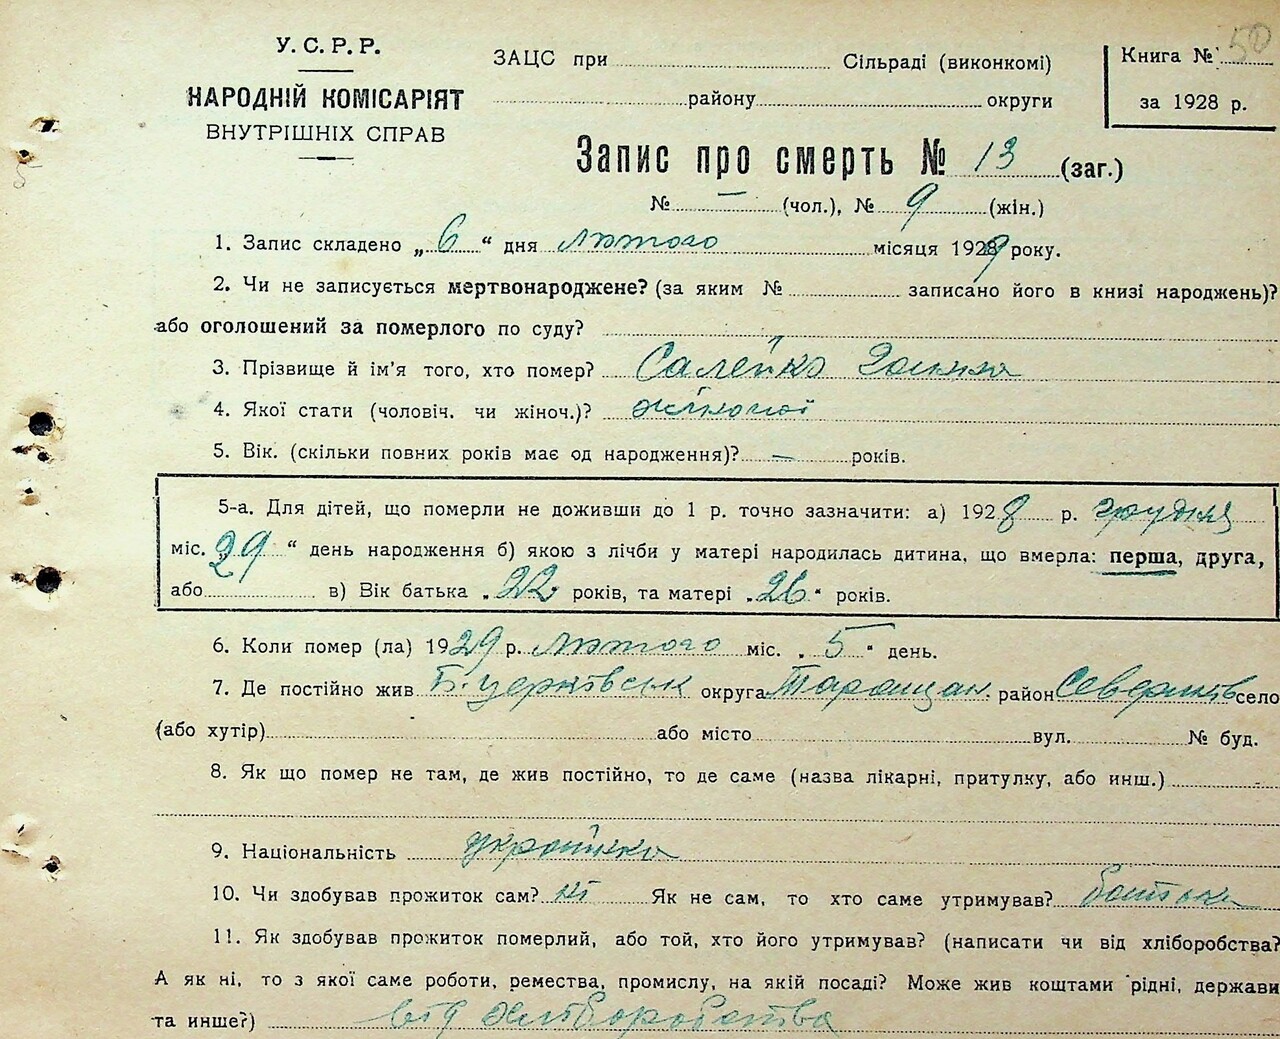 У. С. Р. Р.
НАРОДНІЙ КОМІСАРІЯТ
ВНУТРІШНІХ СПРАВ
ЗАЦС при Сільраді (виконкомі)
району округи
Книга № 50
за 1928 р.
Запис про смерть № 13 (заг.)
№ — (чол.), № 9 (жін.)
1. Запис складено „6“ дня лютого місяця 1929 року.
2. Чи не записується мертвонароджене? (за яким № записано його в книзі народжень)?
або оголошений за померлого по суду?
3. Прізвище й ім'я того, хто помер? Салейко
4. Якої стати (чоловіч. чи жіноч.)? жіночої
5. Вік. (скільки повних років має од народження)? — років.
5-а. Для дітей, що померли не доживши до 1 р. точно зазначити: а) 1928 р. грудня
міс. „29“ день народження б) якою з лічби у матері народилась дитина, що вмерла: перша, друга,
або в) Вік батька „22“ років, та матері „26“ років.
6. Коли помер (ла) 1929 р. лютого міс. „5“ день.
7. Де постійно жив Б. Церківськ округа Таращан. район Северинів село
(або хутір) або місто вул. № буд.
8. Як що помер не там, де жив постійно, то де саме (назва лікарні, притулку, або инш.)
9. Національність українка
10. Чи здобував прожиток сам? ні Як не сам, то хто саме утримував? батьки
11. Як здобував прожиток померлий, або той, хто його утримував? (написати чи від хліборобства?
А як ні, то з якої саме роботи, ремества, промислу, на якій посаді? Може жив коштами рідні, держави
та инше?) від хліборобства